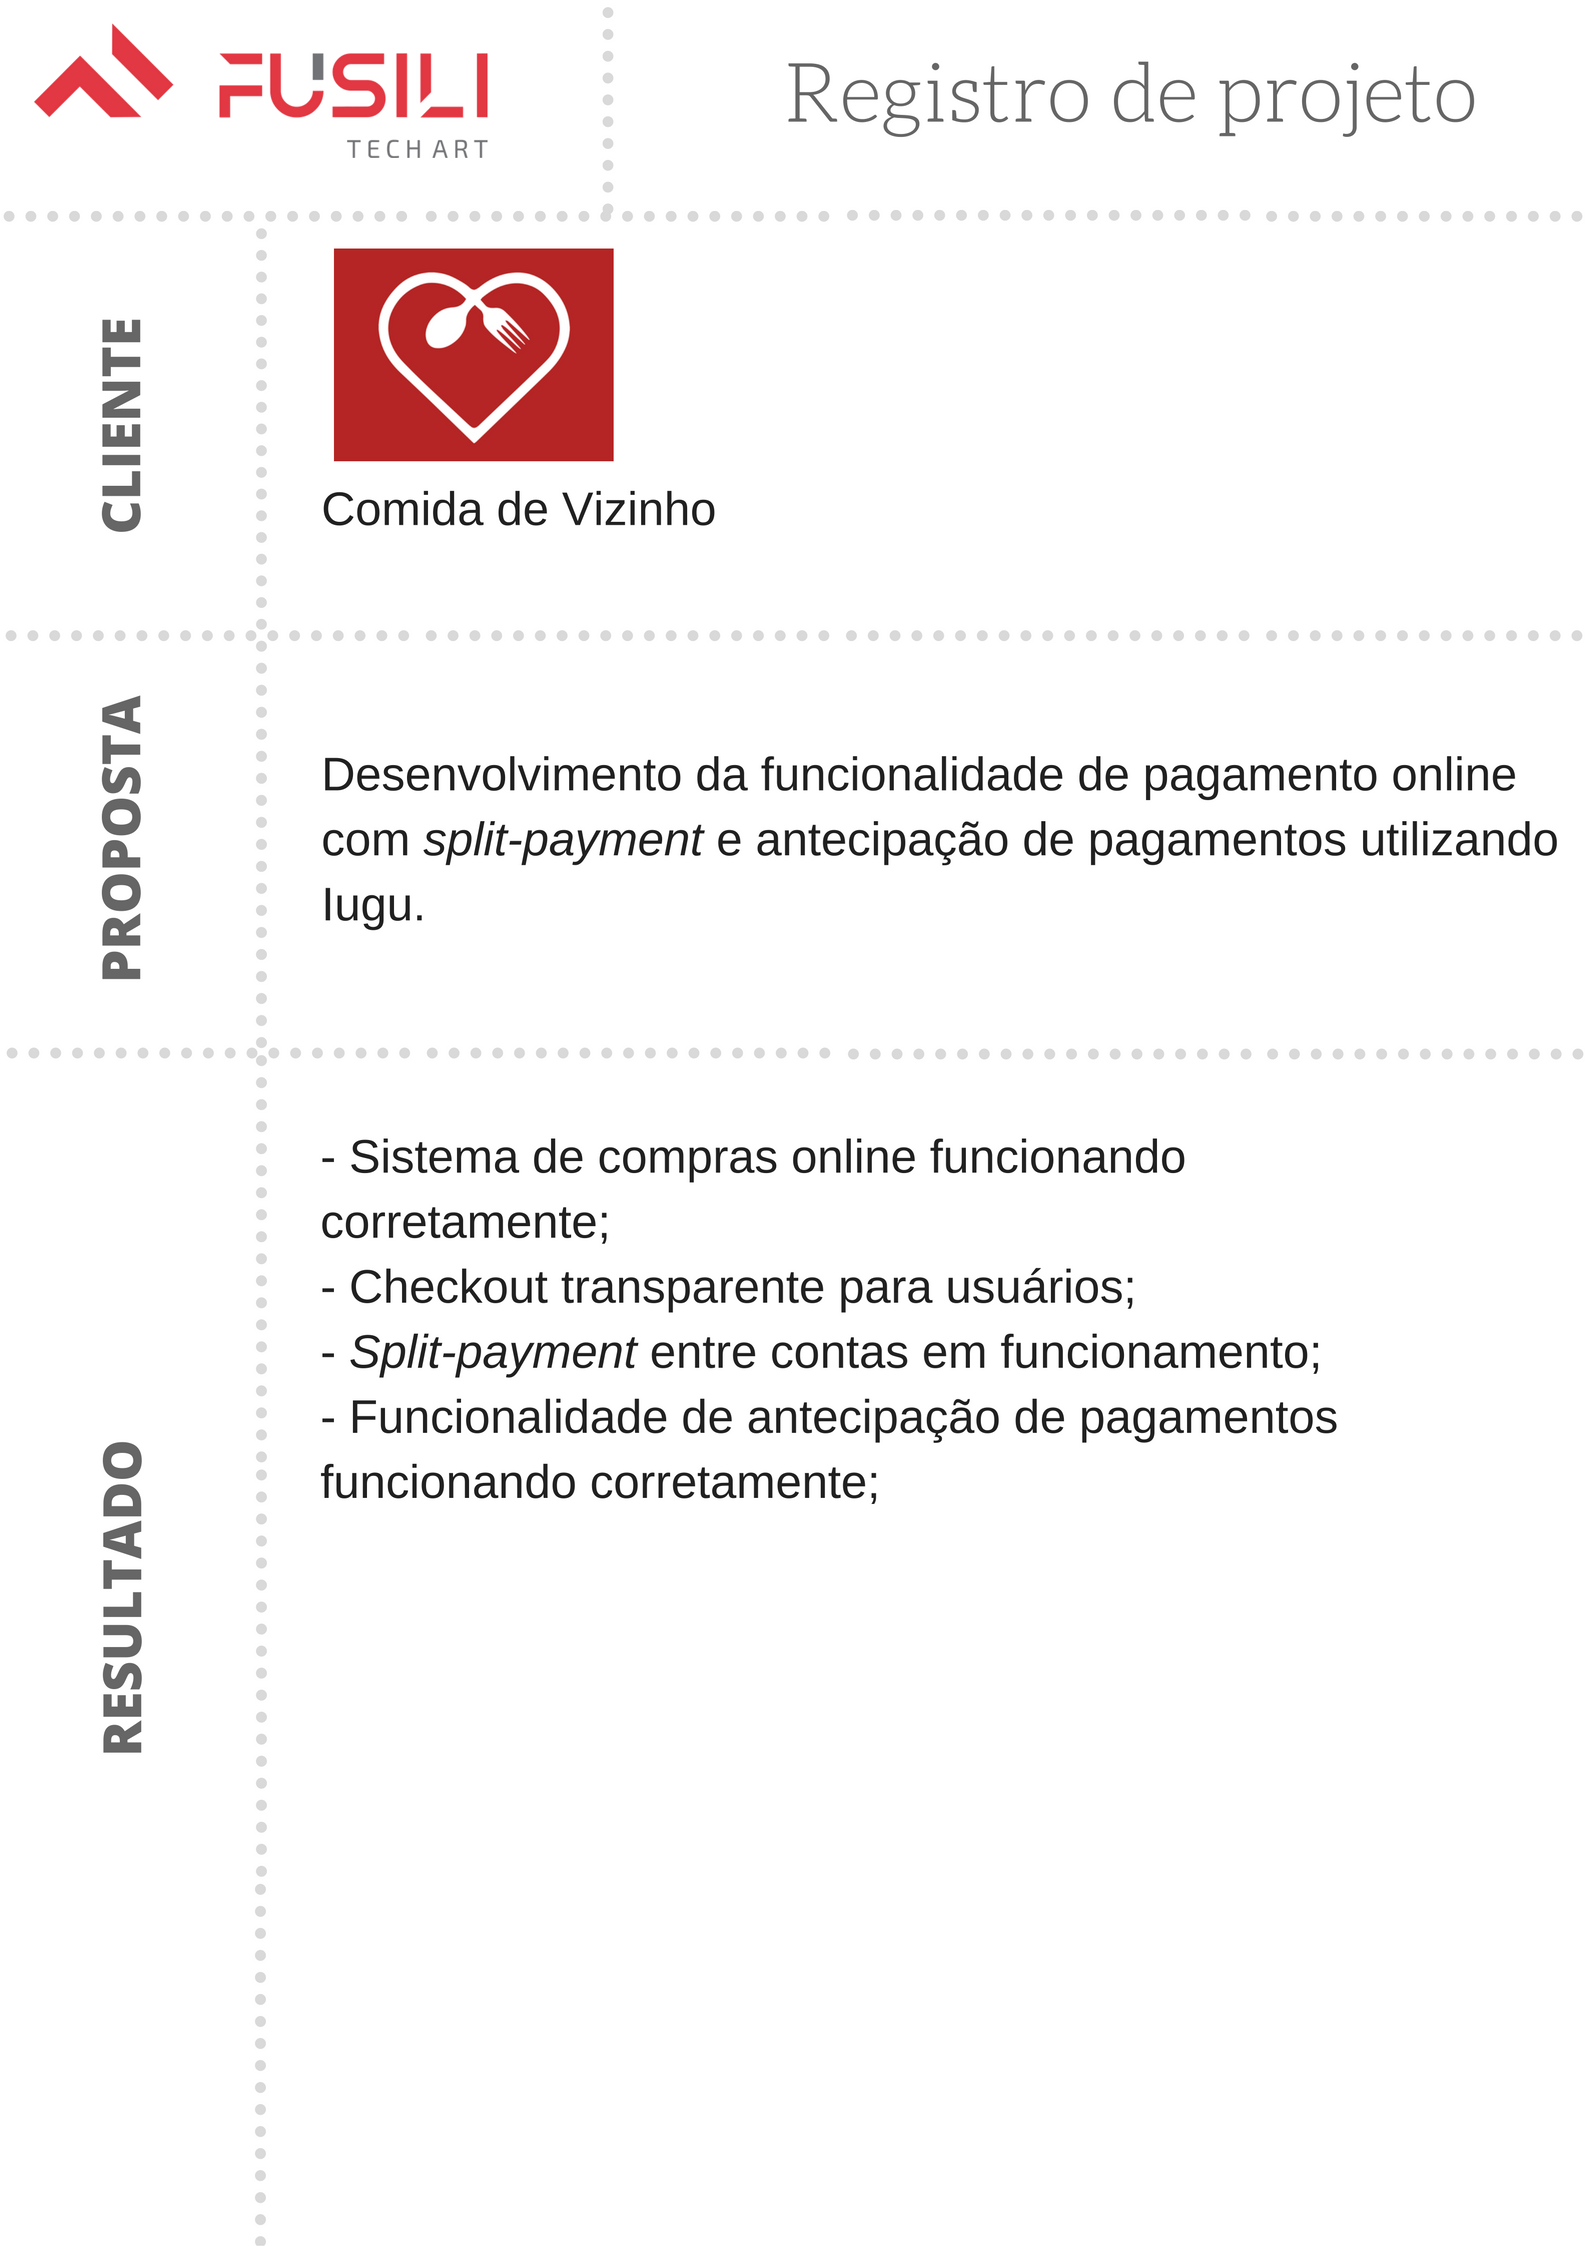 FUSILI
TECH ART
Registro de projeto
CLIENTE
Comida de Vizinho
PROPOSTA
Desenvolvimento da funcionalidade de pagamento online
com split-payment e antecipação de pagamentos utilizando
Iugu.
RESULTADO
- Sistema de compras online funcionando
corretamente;
- Checkout transparente para usuários;
- Split-payment entre contas em funcionamento;
- Funcionalidade de antecipação de pagamentos
funcionando corretamente;